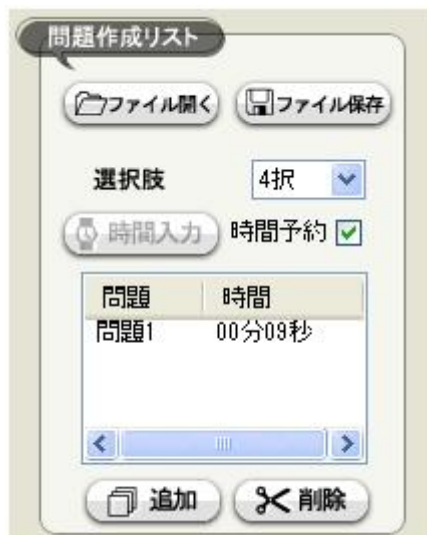 問題作成リスト
ファイル開く ファイル保存
選択肢 4択
時間入力 時間予約
問題 時間
問題1 00分09秒
追加 削除